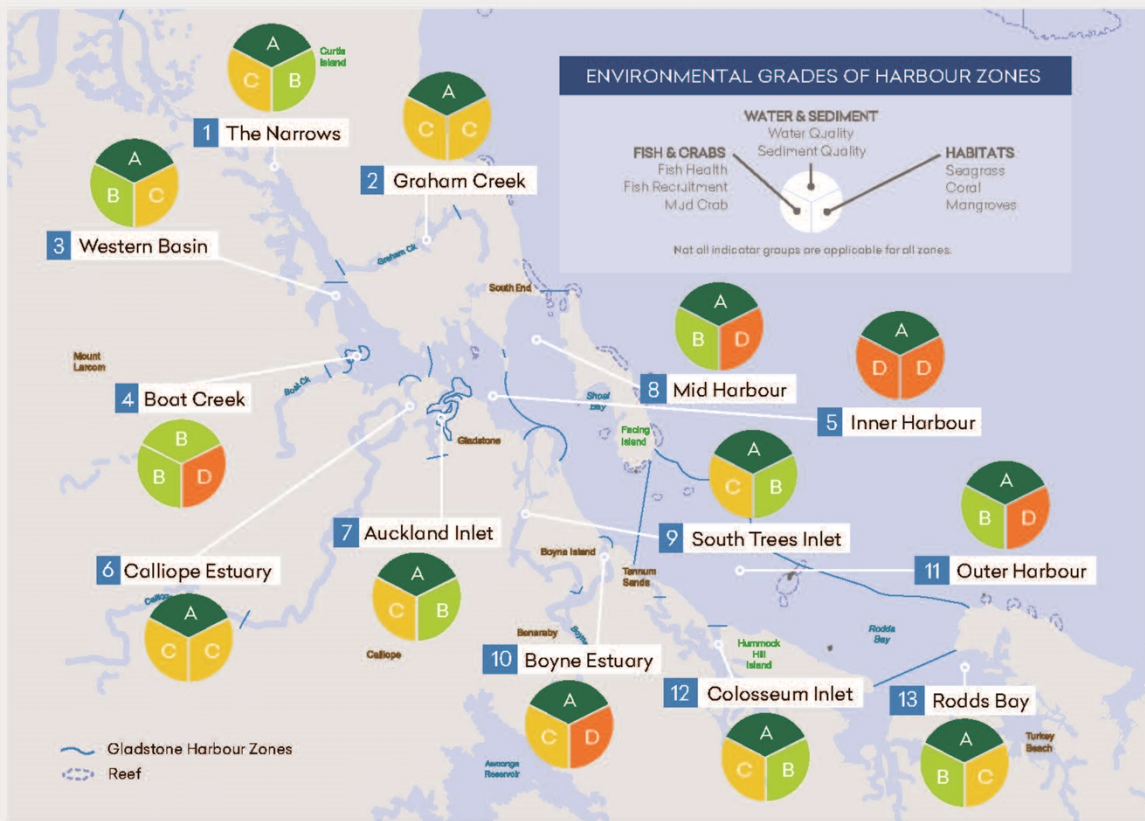 ENVIRONMENTAL GRADES OF HARBOUR ZONES
WATER & SEDIMENT
Water Quality
Sediment Quality
FISH & CRABS
Fish Health
Fish Recruitment
Mud Crab
HABITATS
Seagrass
Coral
Mangroves
Not all indicator groups are applicable for all zones.
A
C B
Curtis
Island
1 The Narrows
A
C C
2 Graham Creek
A
B C
3 Western Basin
Graham Ck
South End
Mount
Larcom
Boat Ck
4 Boat Creek
B
B D
A
B D
8 Mid Harbour
A
D D
5 Inner Harbour
Shoal
Bay
Facing
Island
Gladstone
7 Auckland Inlet
A
C B
6 Calliope Estuary
A
C C
Calliope
A
C B
9 South Trees Inlet
A
B D
11 Outer Harbour
Boyne Island
Tannum
Sands
Benaraby
Boyne
10 Boyne Estuary
A
C D
Hummock
Hill
Island
12 Colosseum Inlet
A
C B
Rodds
Bay
13 Rodds Bay
A
B C
Turkey
Beach
Awoonga
Reservoir
Gladstone Harbour Zones
Reef